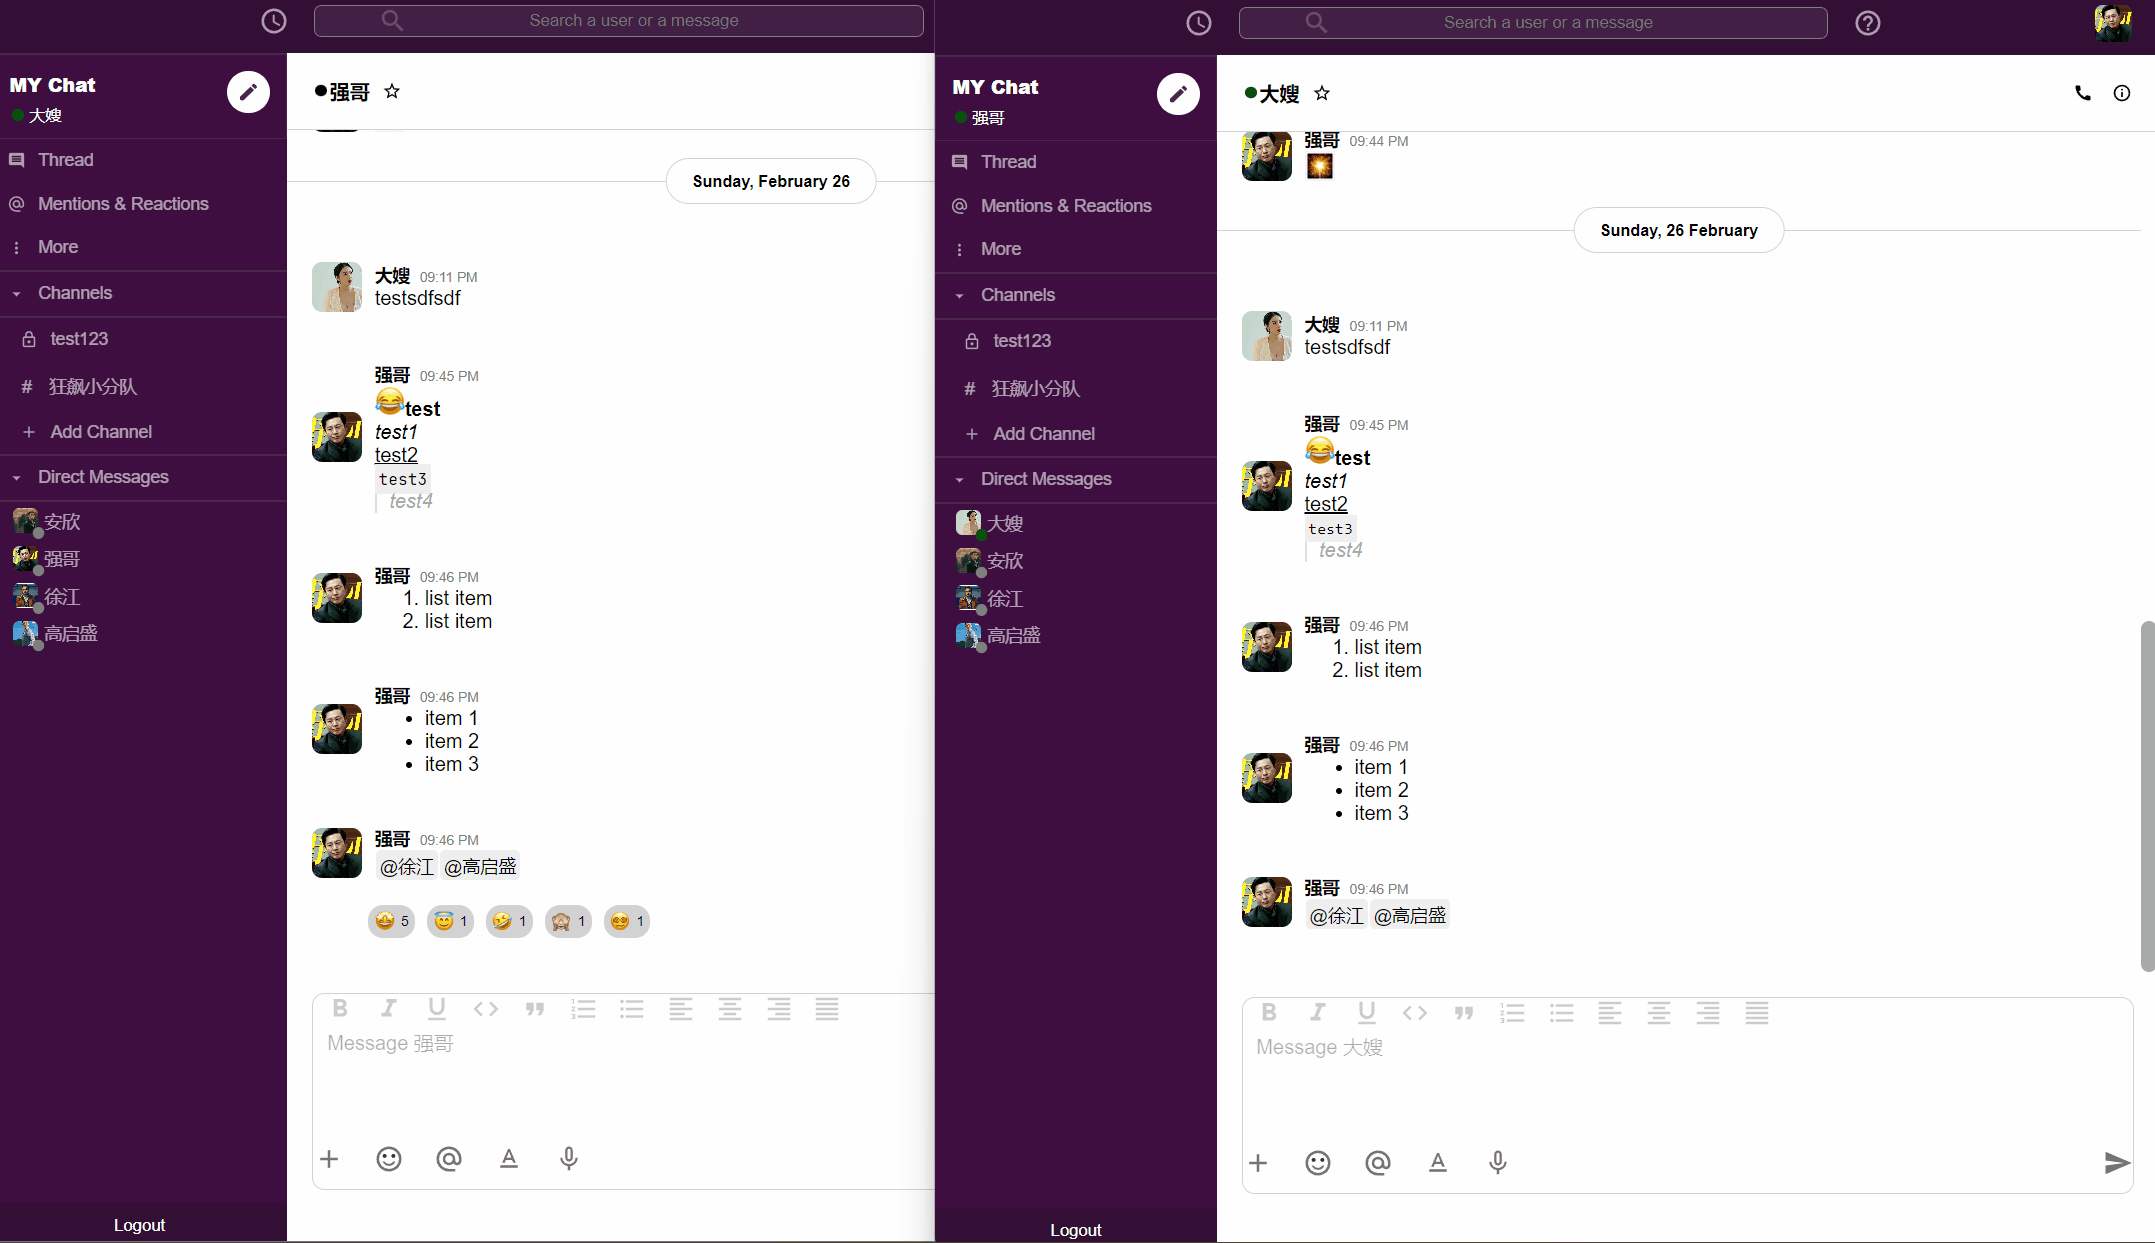 Search a user or a message
MY Chat
大嫂
Thread
Mentions & Reactions
More
Channels
test123
# 狂飙小分队
+ Add Channel
Direct Messages
安欣
强哥
徐江
高启盛
Logout
强哥
Sunday, February 26
大嫂 09:11 PM
testsdfsdf
强哥 09:45 PM
😂test
test1
test2
test3
test4
强哥 09:46 PM
1. list item
2. list item
强哥 09:46 PM
• item 1
• item 2
• item 3
强哥 09:46 PM
@徐江 @高启盛
🤩 5 😇 1 🤣 1 🙈 1 😵‍💫 1
B I U <> ”
Message 强哥
Search a user or a message
MY Chat
强哥
Thread
Mentions & Reactions
More
Channels
test123
# 狂飙小分队
+ Add Channel
Direct Messages
大嫂
安欣
徐江
高启盛
Logout
大嫂
强哥 09:44 PM
Sunday, 26 February
大嫂 09:11 PM
testsdfsdf
强哥 09:45 PM
😂test
test1
test2
test3
test4
强哥 09:46 PM
1. list item
2. list item
强哥 09:46 PM
• item 1
• item 2
• item 3
强哥 09:46 PM
@徐江 @高启盛
B I U <> ”
Message 大嫂